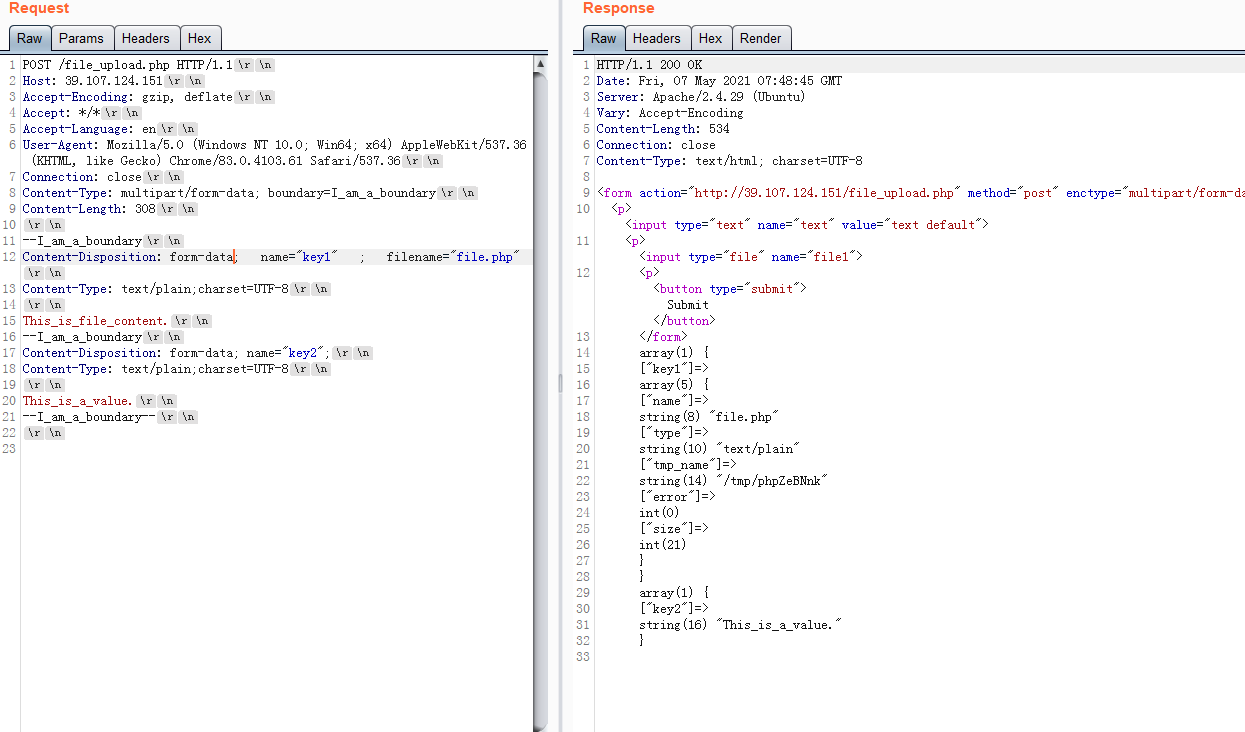 Request
Raw Params Headers Hex
1 POST /file_upload.php HTTP/1.1 \r \n
2 Host: 39.107.124.151 \r \n
3 Accept-Encoding: gzip, deflate \r \n
4 Accept: */* \r \n
5 Accept-Language: en \r \n
6 User-Agent: Mozilla/5.0 (Windows NT 10.0; Win64; x64) AppleWebKit/537.36
(KHTML, like Gecko) Chrome/83.0.4103.61 Safari/537.36 \r \n
7 Connection: close \r \n
8 Content-Type: multipart/form-data; boundary=I_am_a_boundary \r \n
9 Content-Length: 308 \r \n
10 \r \n
11 --I_am_a_boundary \r \n
12 Content-Disposition: form-data;   name="key1"   ;   filename="file.php"
\r \n
13 Content-Type: text/plain;charset=UTF-8 \r \n
14 \r \n
15 This_is_file_content. \r \n
16 --I_am_a_boundary \r \n
17 Content-Disposition: form-data; name="key2"; \r \n
18 Content-Type: text/plain;charset=UTF-8 \r \n
19 \r \n
20 This_is_a_value. \r \n
21 --I_am_a_boundary-- \r \n
22 \r \n
23
Response
Raw Headers Hex Render
1 HTTP/1.1 200 OK
2 Date: Fri, 07 May 2021 07:48:45 GMT
3 Server: Apache/2.4.29 (Ubuntu)
4 Vary: Accept-Encoding
5 Content-Length: 534
6 Connection: close
7 Content-Type: text/html; charset=UTF-8
8
9 <form action="http://39.107.124.151/file_upload.php" method="post" enctype="multipart/form-da
10 <p>
<input type="text" name="text" value="text default">
11 <p>
<input type="file" name="file1">
12 <p>
<button type="submit">
Submit
</button>
13 </form>
14 array(1) {
15 ["key1"]=>
16 array(5) {
17 ["name"]=>
18 string(8) "file.php"
19 ["type"]=>
20 string(10) "text/plain"
21 ["tmp_name"]=>
22 string(14) "/tmp/phpZeBNnk"
23 ["error"]=>
24 int(0)
25 ["size"]=>
26 int(21)
27 }
28 }
29 array(1) {
30 ["key2"]=>
31 string(16) "This_is_a_value."
32 }
33